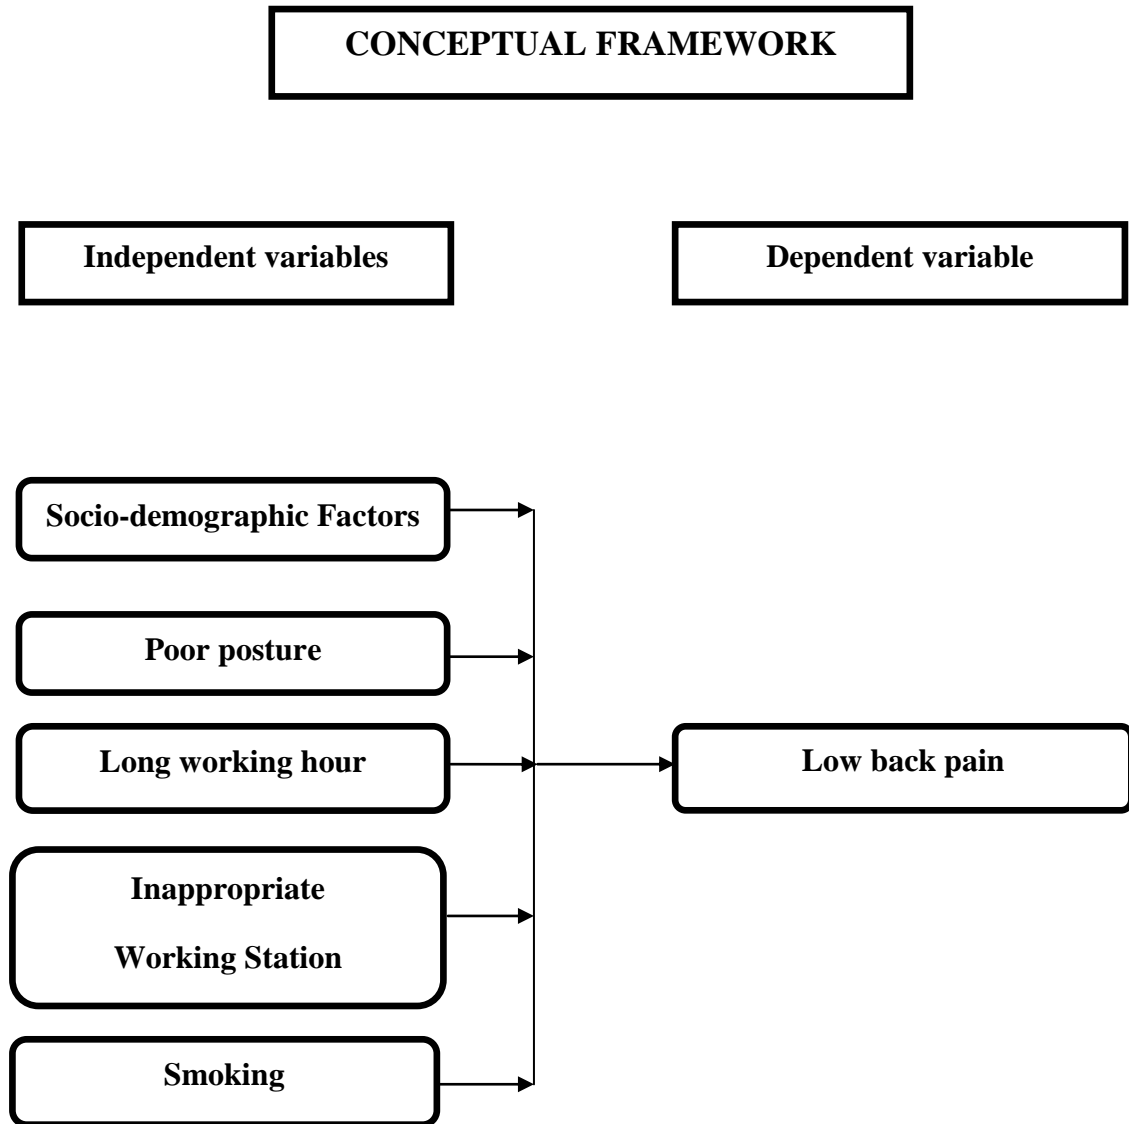 CONCEPTUAL FRAMEWORK
Independent variables
Dependent variable
Socio-demographic Factors
Poor posture
Long working hour
Low back pain
Inappropriate
Working Station
Smoking